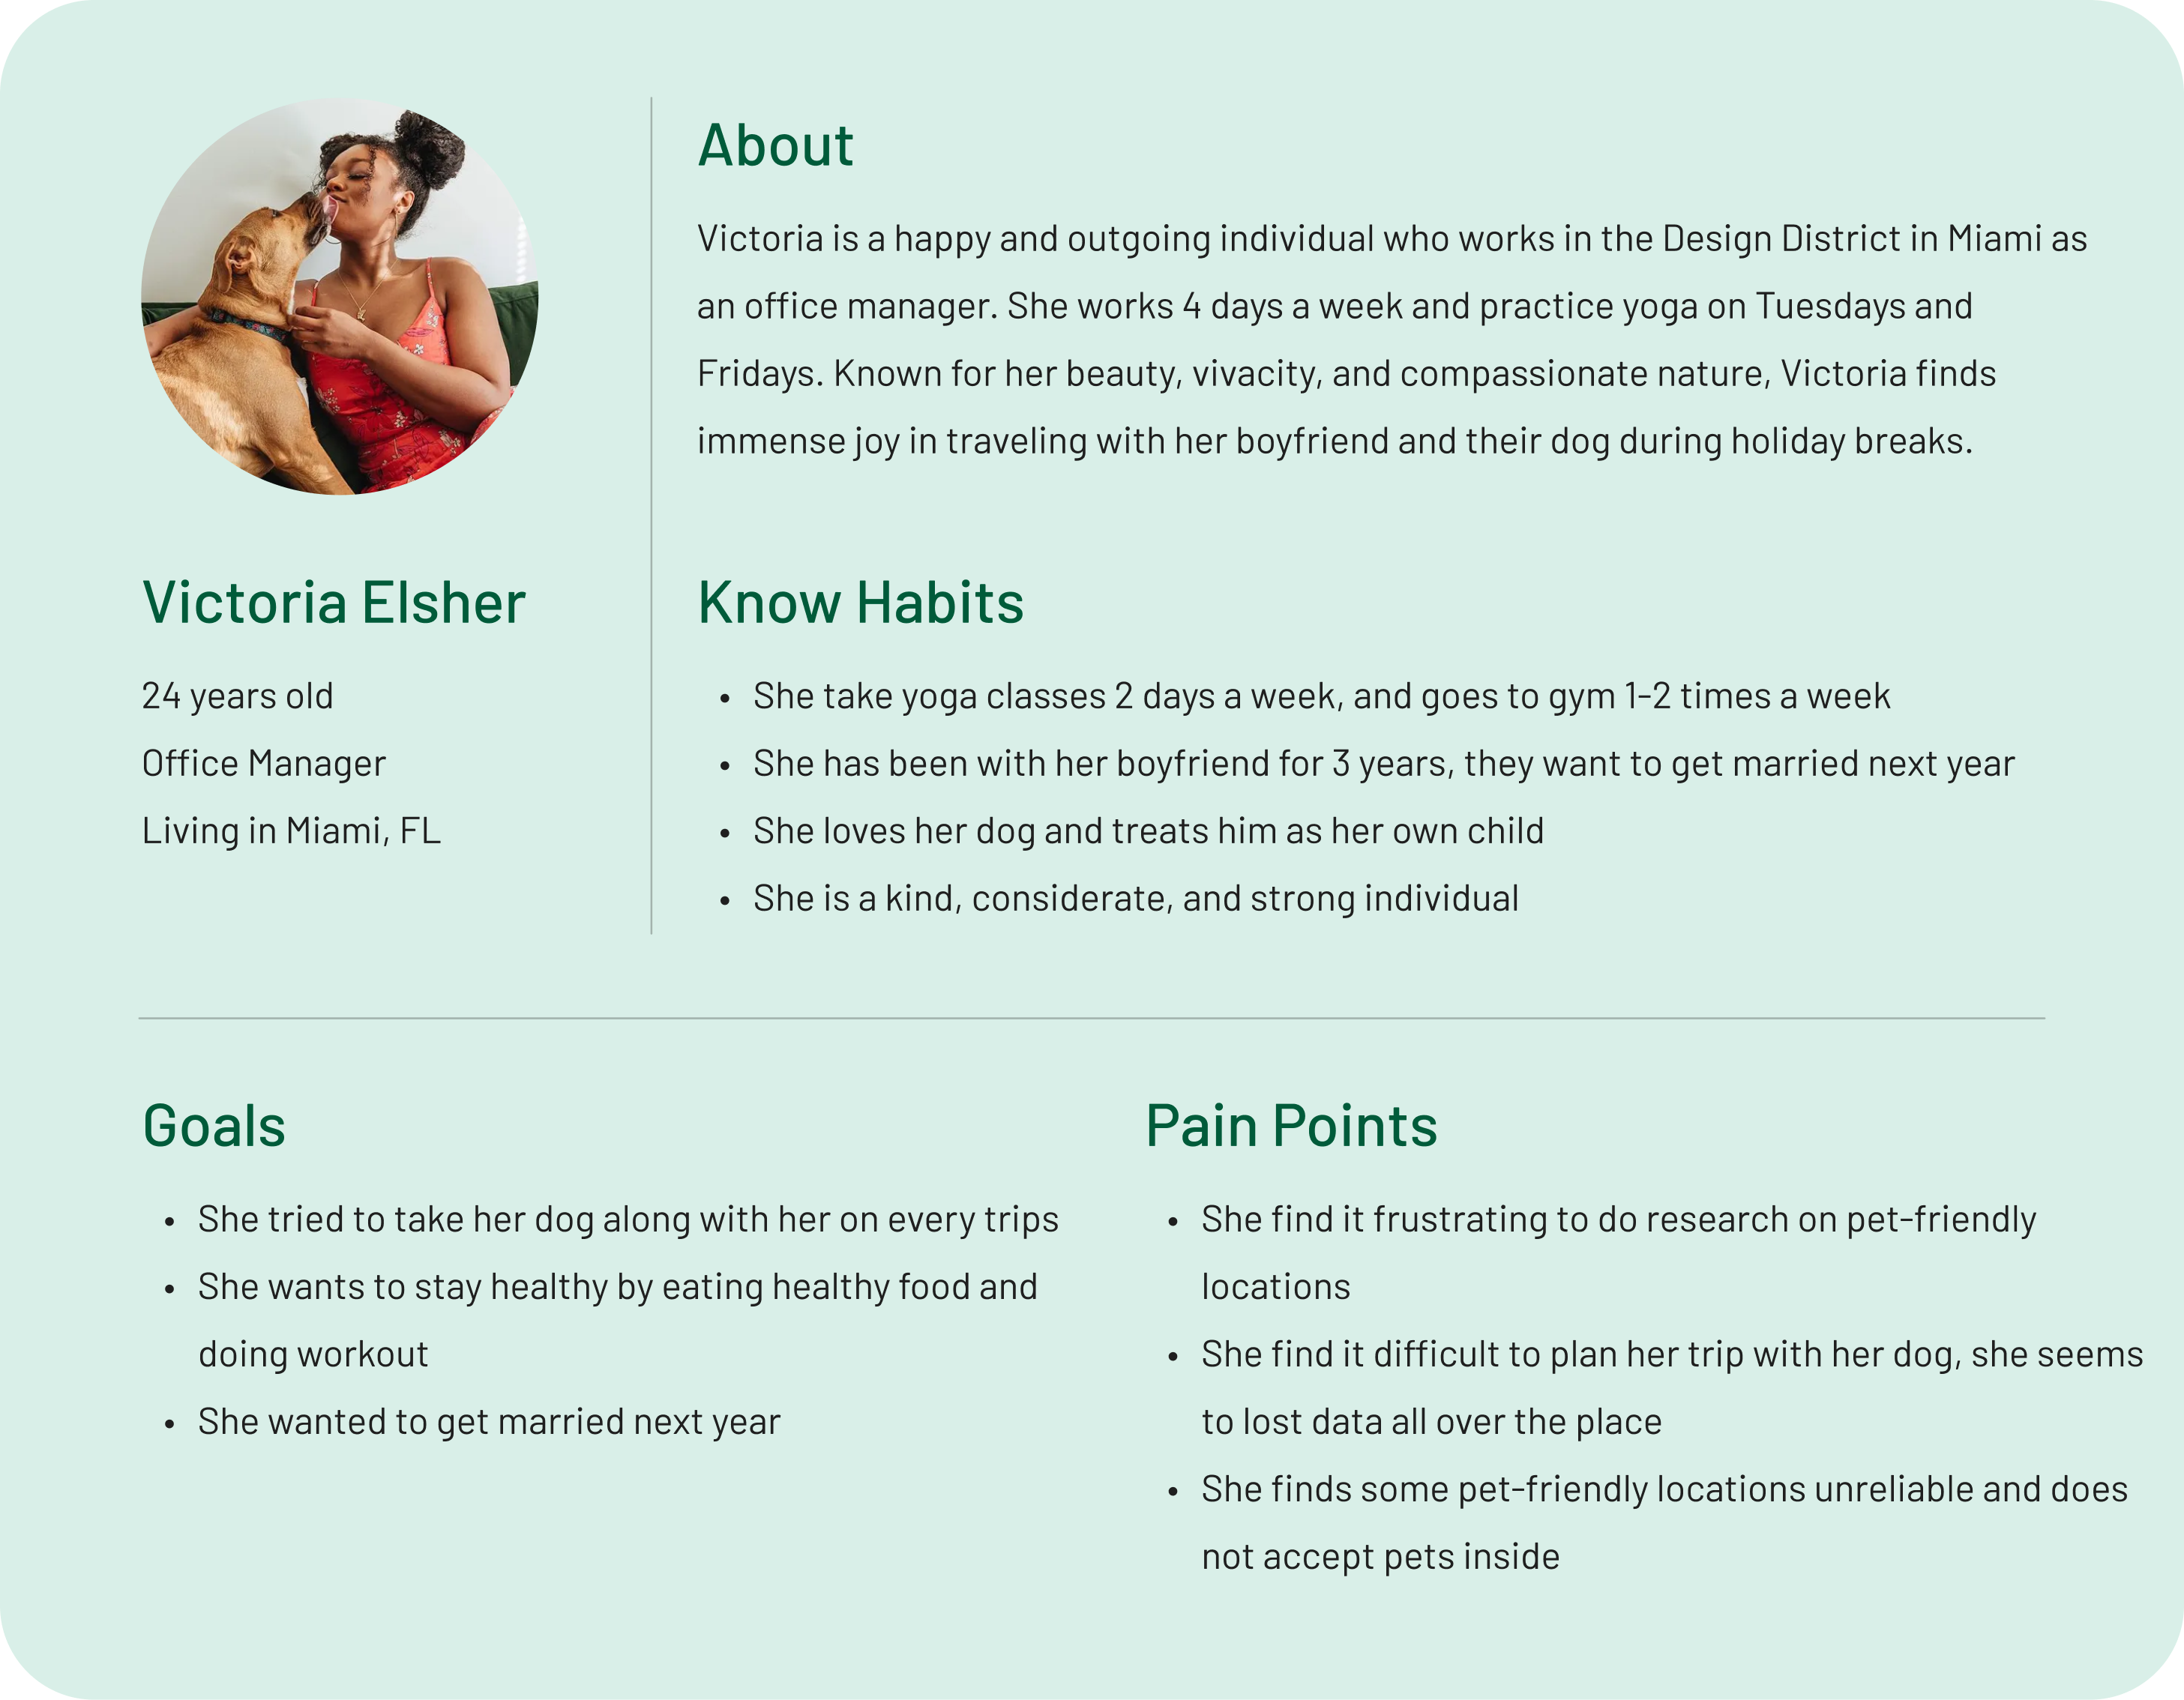 About
Victoria is a happy and outgoing individual who works in the Design District in Miami as
an office manager. She works 4 days a week and practice yoga on Tuesdays and
Fridays. Known for her beauty, vivacity, and compassionate nature, Victoria finds
immense joy in traveling with her boyfriend and their dog during holiday breaks.
Victoria Elsher
24 years old
Office Manager
Living in Miami, FL
Know Habits
• She take yoga classes 2 days a week, and goes to gym 1-2 times a week
• She has been with her boyfriend for 3 years, they want to get married next year
• She loves her dog and treats him as her own child
• She is a kind, considerate, and strong individual
Goals
• She tried to take her dog along with her on every trips
• She wants to stay healthy by eating healthy food and
doing workout
• She wanted to get married next year
Pain Points
• She find it frustrating to do research on pet-friendly
locations
• She find it difficult to plan her trip with her dog, she seems
to lost data all over the place
• She finds some pet-friendly locations unreliable and does
not accept pets inside